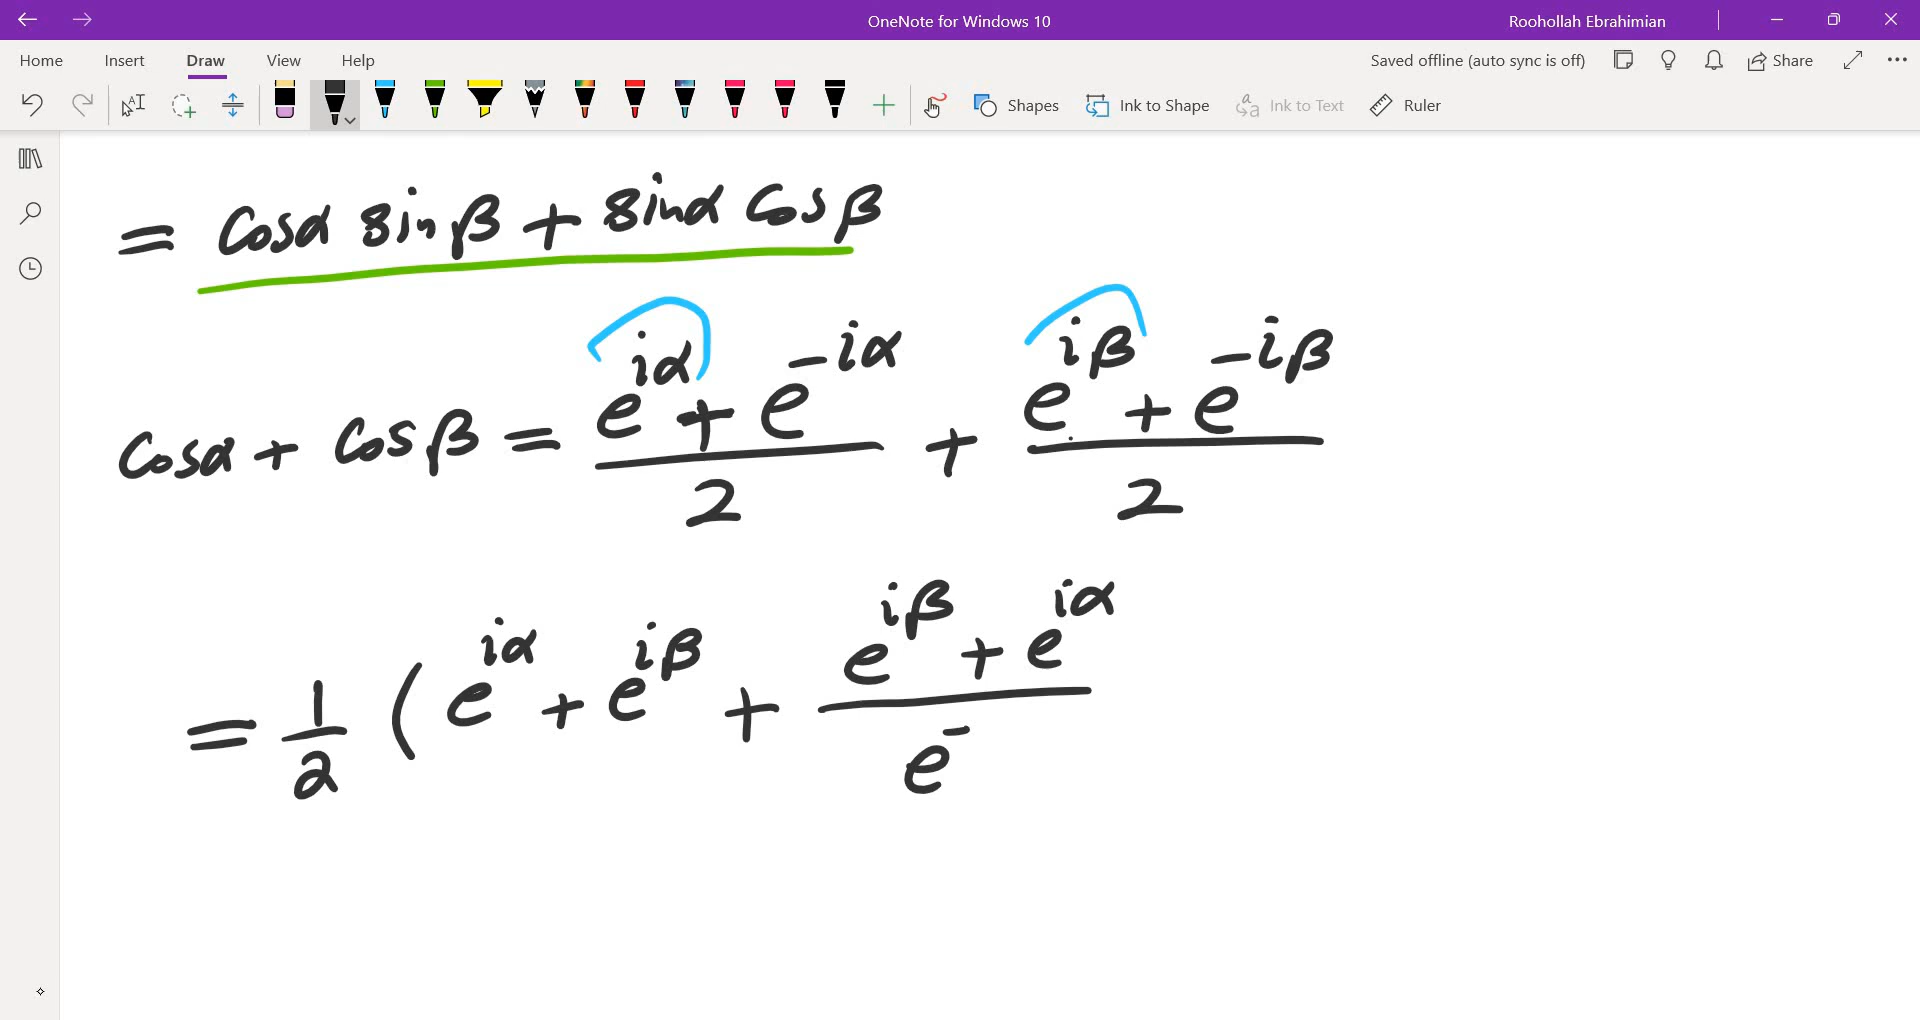 OneNote for Windows 10
Roohollah Ebrahimian
Home Insert Draw View Help
Saved offline (auto sync is off) Share
Shapes Ink to Shape Ink to Text Ruler
= Cosα sinβ + sinα Cosβ
Cosα + Cosβ = (e^{iα} + e^{-iα})/2 + (e^{iβ} + e^{-iβ})/2
= 1/2 ( e^{iα} + e^{iβ} + (e^{iβ} + e^{iα})/e^{-}